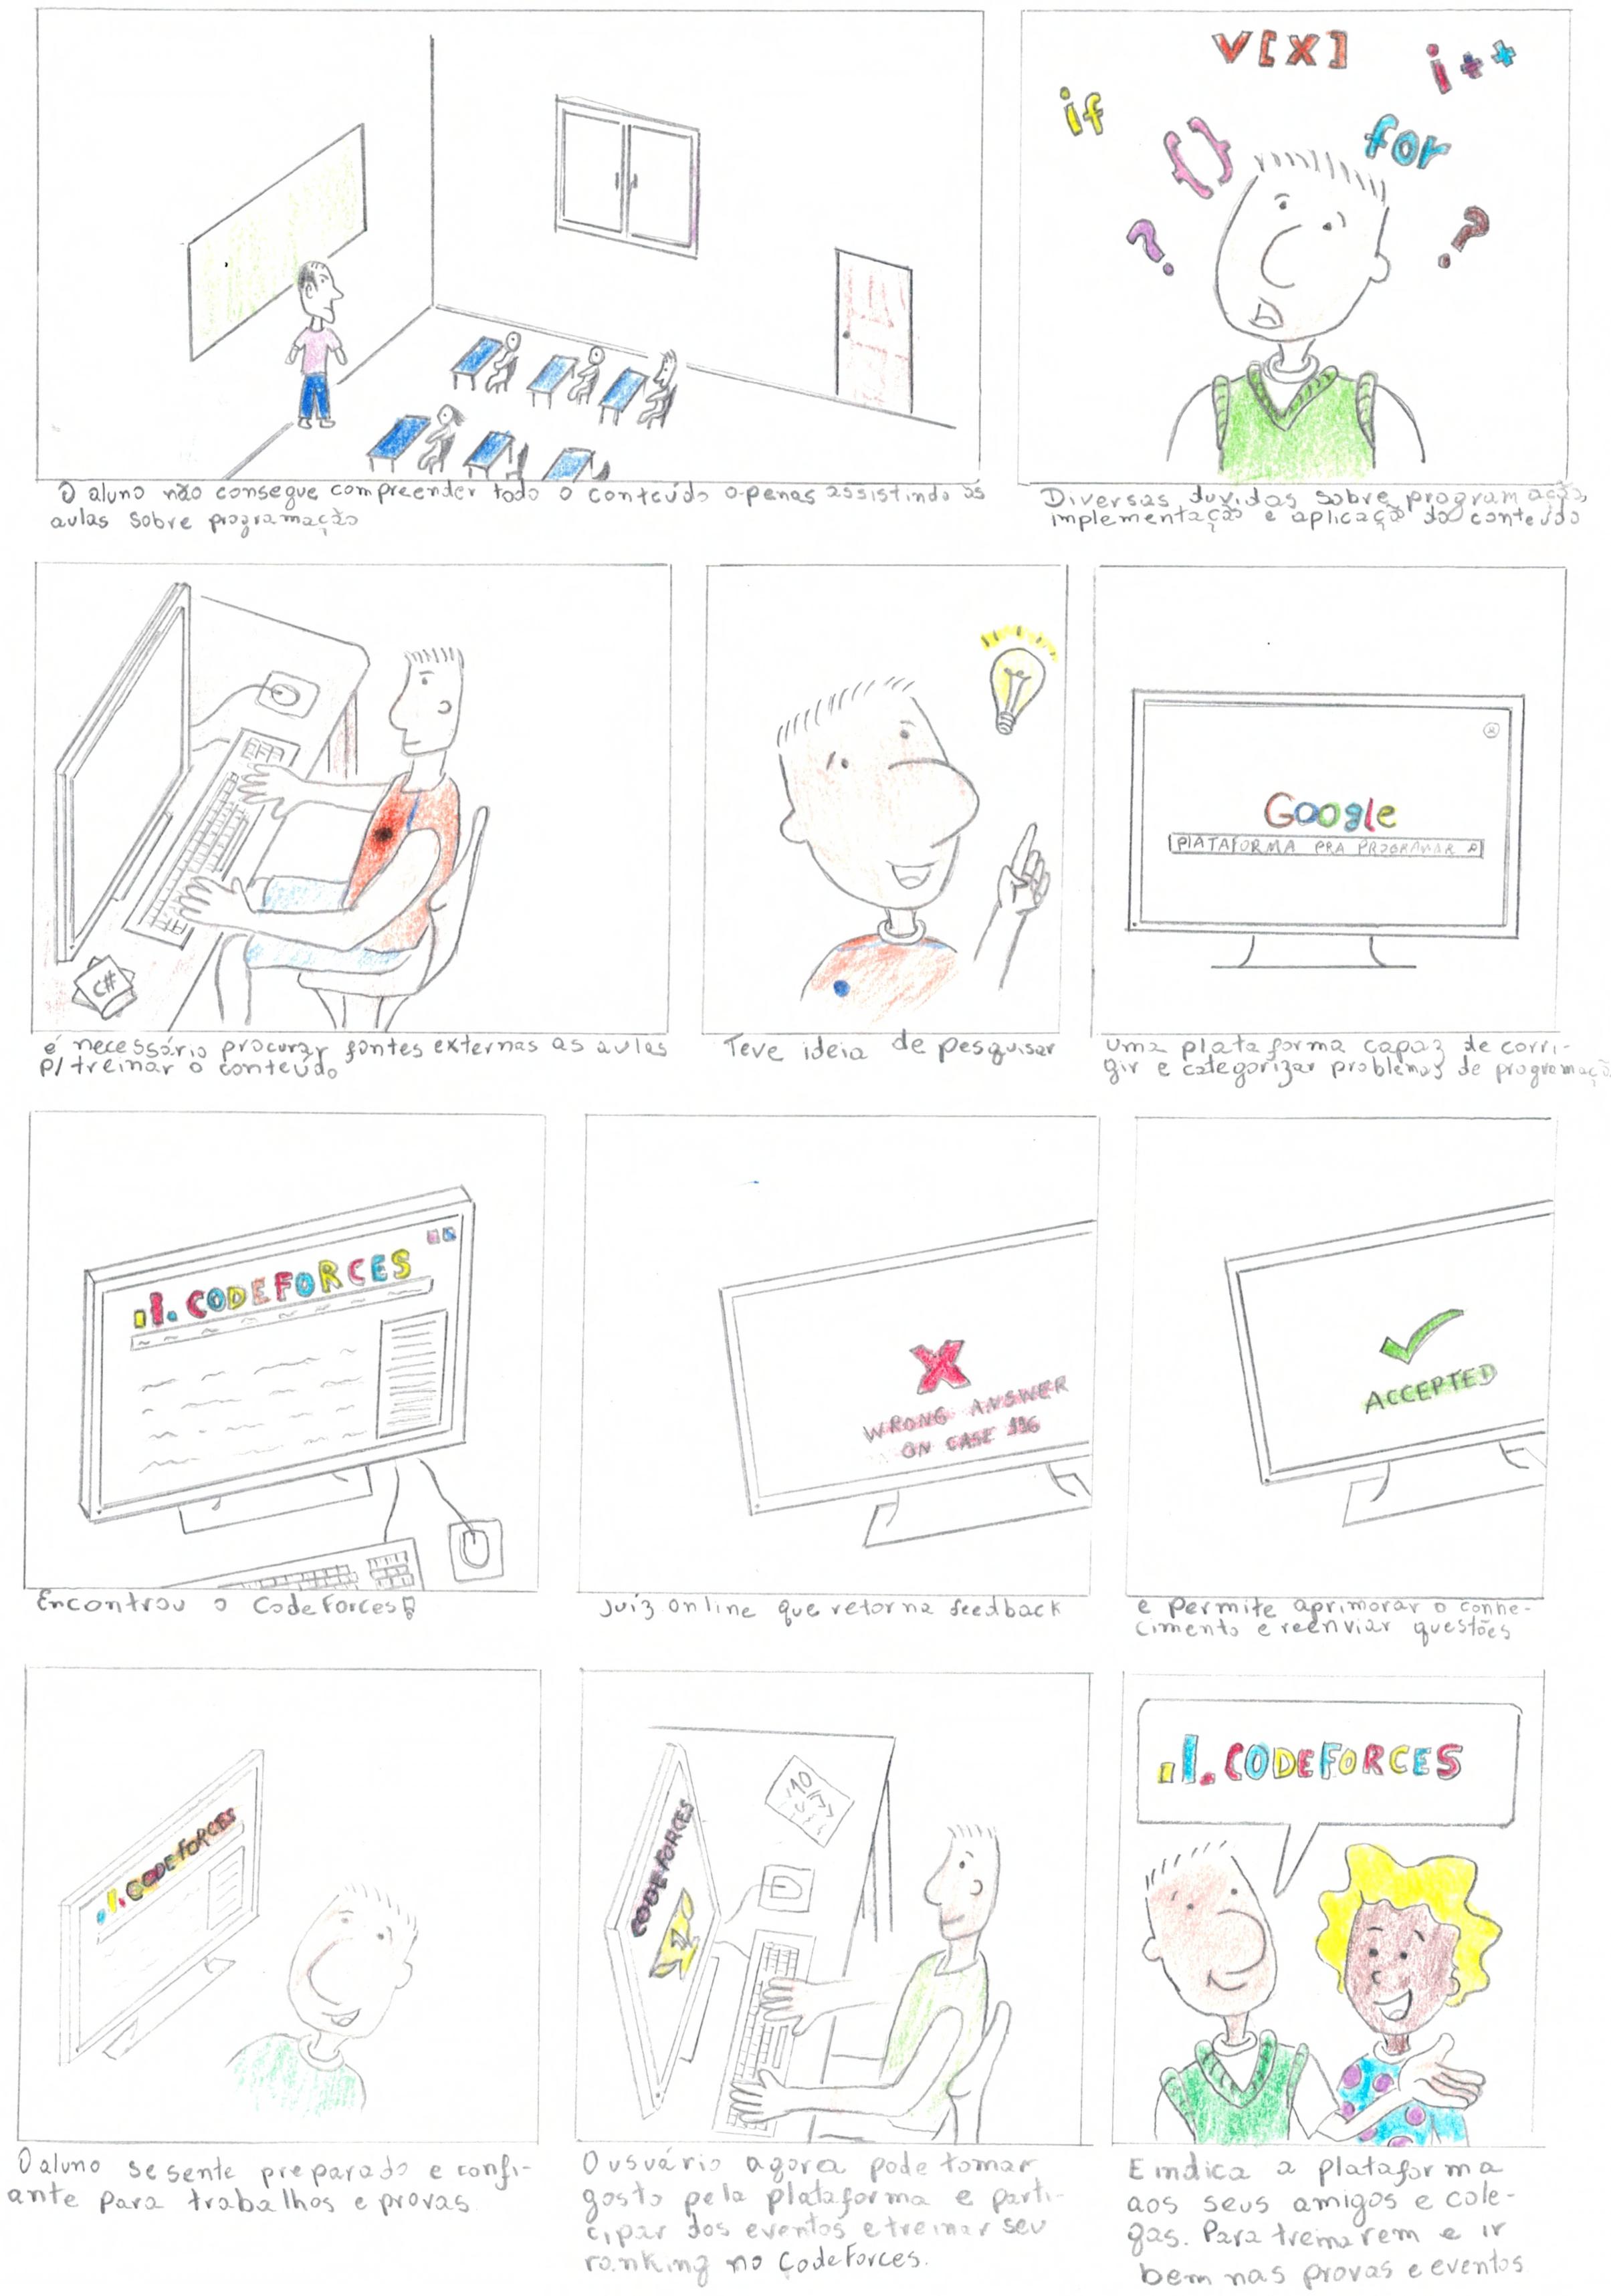 v[x]
i++
if
{}
for
?
?
O aluno não consegue compreender todo o conteúdo apenas assistindo às
aulas sobre programação
Diversas duvidas sobre programação,
implementação e aplicação do conteúdo
C#
Google
PLATAFORMA PRA PROGRAMAR
é necessário procurar fontes externas as aulas
p/ treinar o conteúdo
Teve ideia de pesquisar
uma plataforma capaz de corri-
gir e categorizar problemas de programaçã
CODEFORCES
X
WRONG ANSWER
ON CASE 116
ACCEPTED
Encontrou o CodeForces!
Juiz online que retorna feedback
e permite aprimorar o conhe-
cimento e reenviar questões
CODEFORCES
CODEFORCES
10
CODEFORCES
O aluno se sente preparado e confi-
ante para trabalhos e provas.
O usuário agora pode tomar
gosto pela plataforma e parti-
cipar dos eventos e treinar seu
ranking no CodeForces.
E indica a plataforma
aos seus amigos e cole-
gas. Para treinarem e ir
bem nas provas e eventos